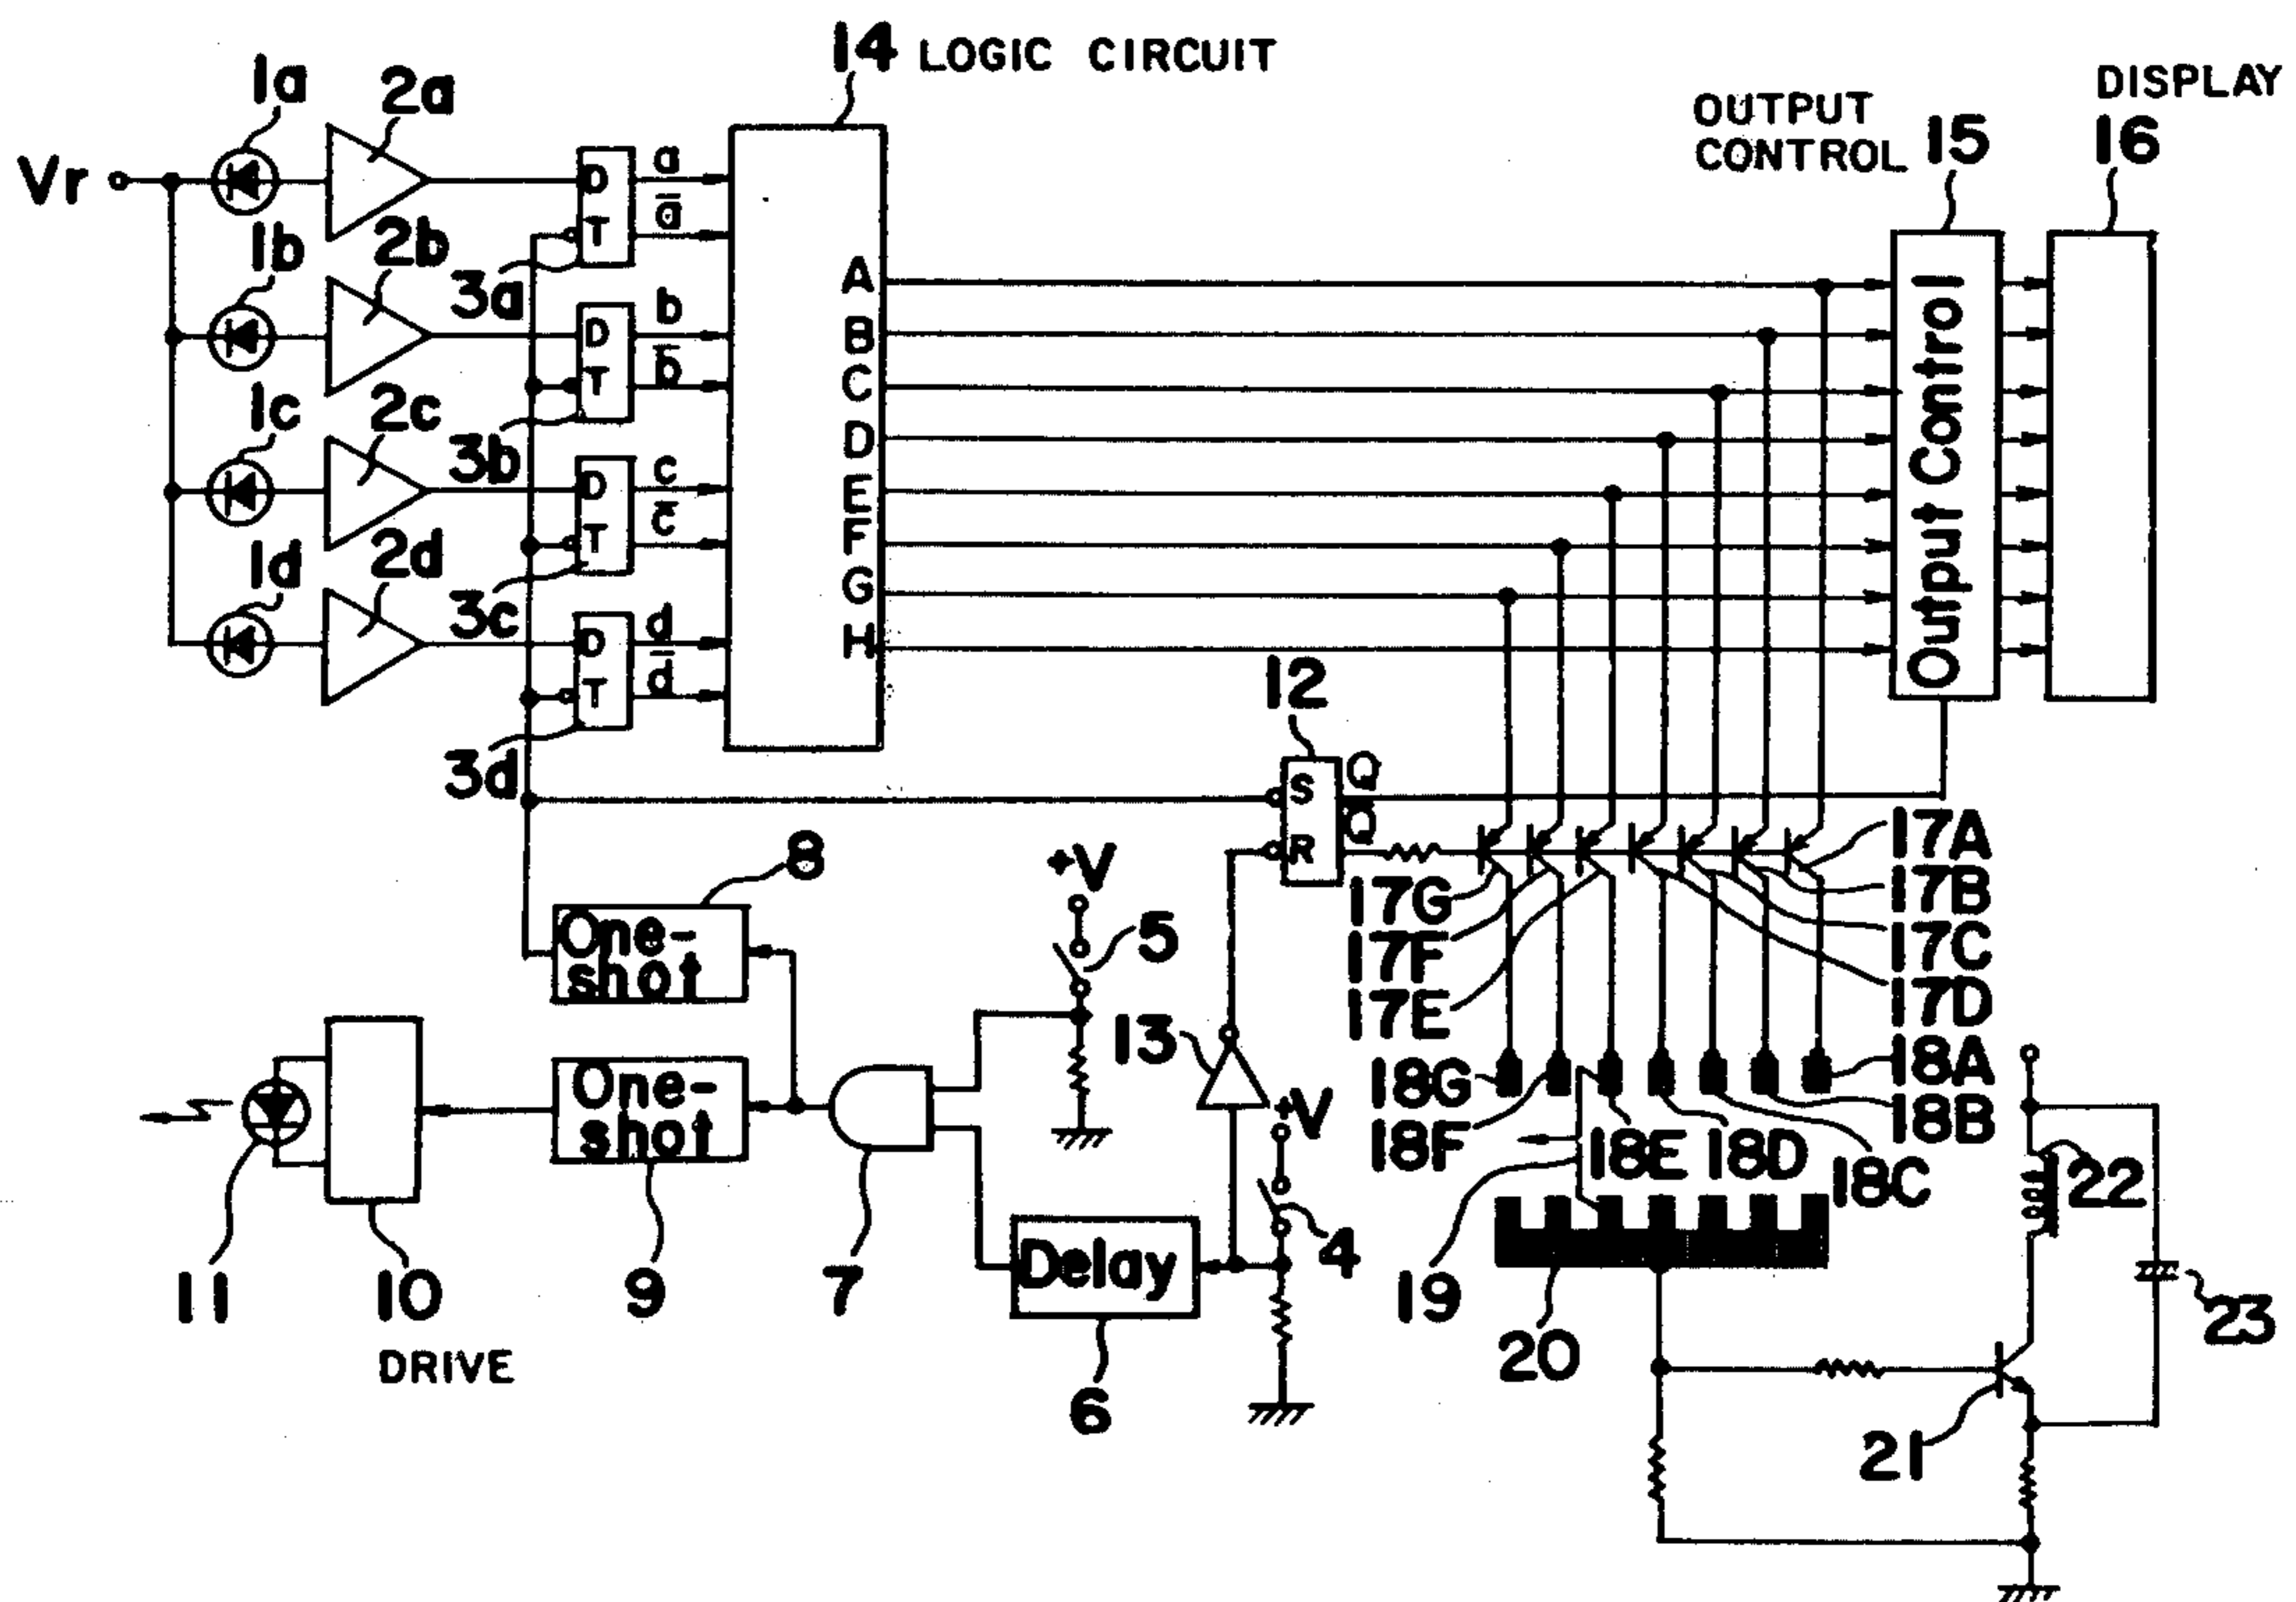 14 LOGIC CIRCUIT
1a
2a
DISPLAY
16
OUTPUT
CONTROL 15
Vr
D
T
a
a̅
3a
1b
2b
D
T
b
b̅
3b
1c
2c
D
T
c
c̅
3c
1d
2d
D
T
d
d̅
3d
A
B
C
D
E
F
G
H
Output Control
12
S
R
Q
Q̅
17A
17B
17C
17D
17G
17F
17E
8
One-
shot
+V
5
13
18G
18F
18E
18D
18C
18A
18B
One-
shot
+V
4
Delay
11
10
DRIVE
9
7
6
19
20
22
23
21